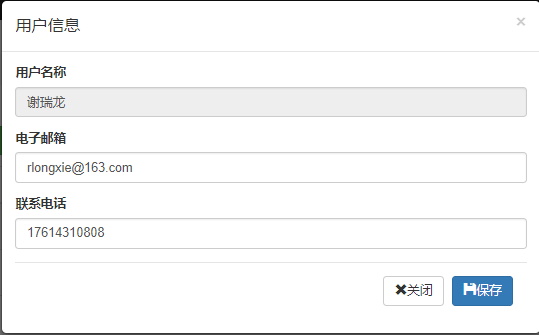 用户信息 ×
用户名称
谢瑞龙
电子邮箱
rlongxie@163.com
联系电话
17614310808
关闭 保存